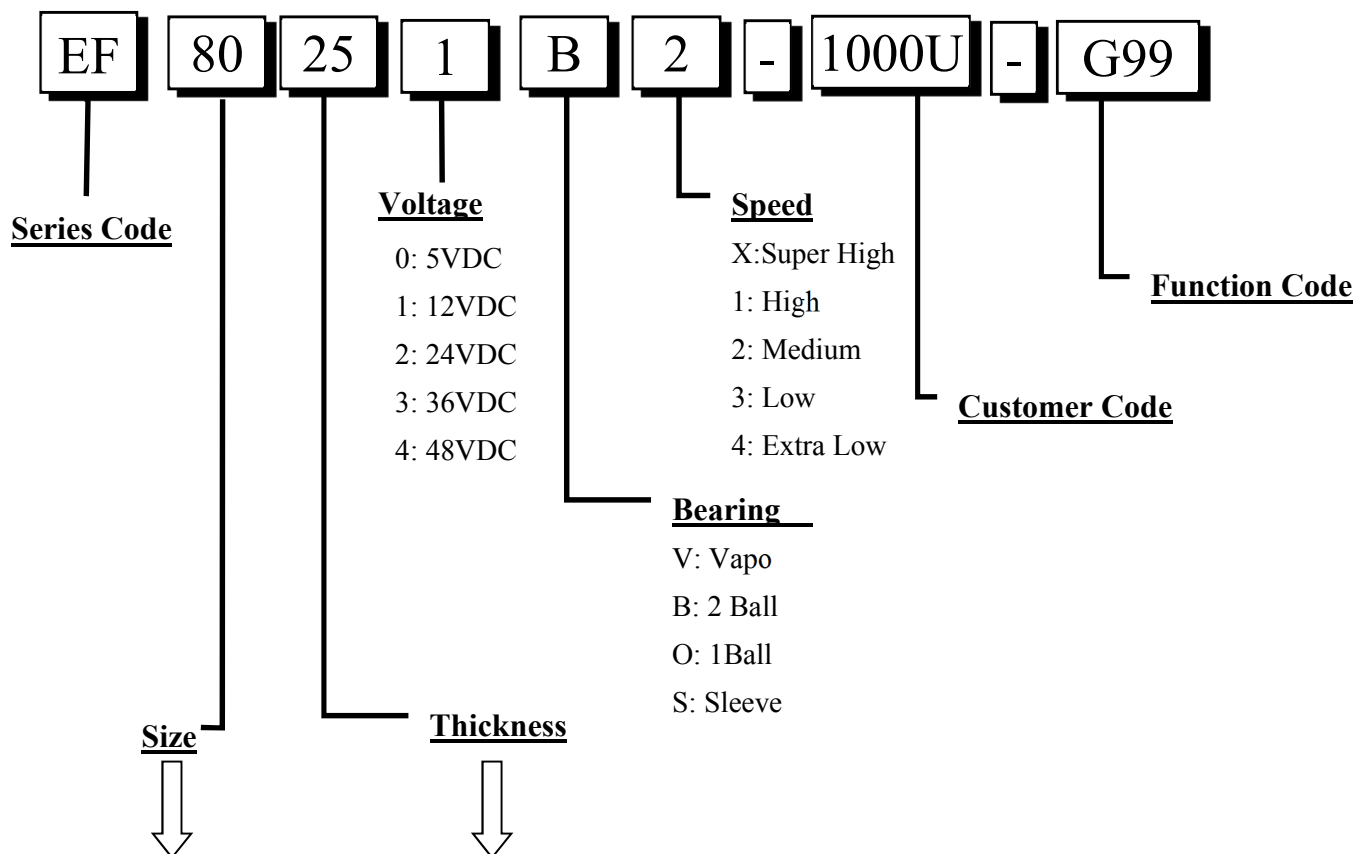 EF 80 25 1 B 2 - 1000U - G99
Series Code
Voltage
0: 5VDC
1: 12VDC
2: 24VDC
3: 36VDC
4: 48VDC
Speed
X:Super High
1: High
2: Medium
3: Low
4: Extra Low
Function Code
Customer Code
Bearing
V: Vapo
B: 2 Ball
O: 1Ball
S: Sleeve
Size
Thickness